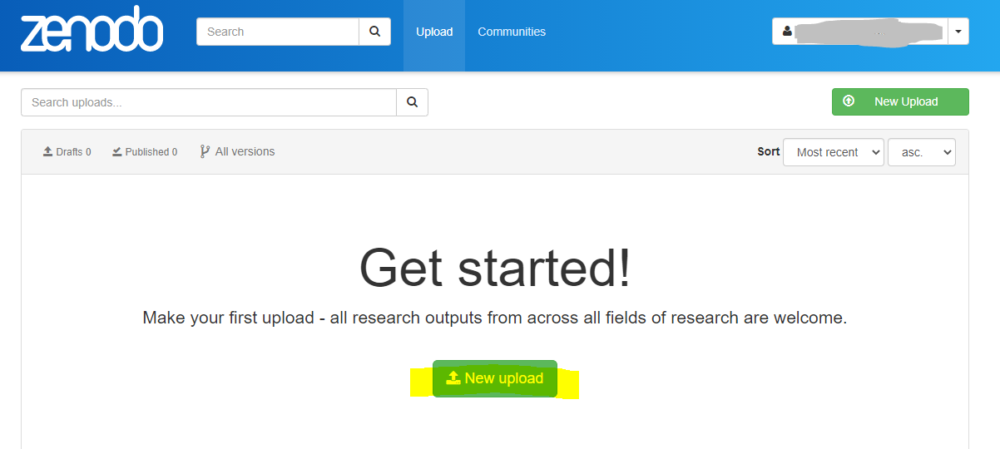 zenodo
Search
Upload
Communities
Search uploads...
New Upload
Drafts 0
Published 0
All versions
Sort
Most recent
asc.
Get started!
Make your first upload - all research outputs from across all fields of research are welcome.
New upload